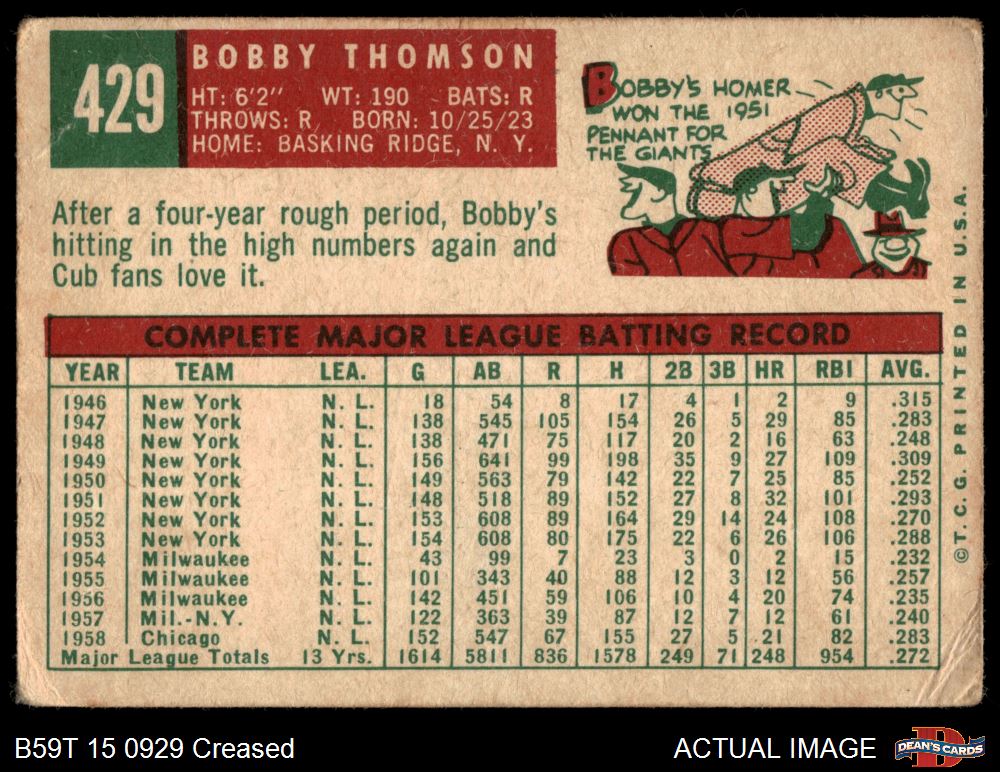 429
BOBBY THOMSON
HT: 6'2" WT: 190 BATS: R
THROWS: R BORN: 10/25/23
HOME: BASKING RIDGE, N. Y.
BOBBY'S HOMER
WON THE 1951
PENNANT FOR
THE GIANTS
After a four-year rough period, Bobby's
hitting in the high numbers again and
Cub fans love it.
COMPLETE MAJOR LEAGUE BATTING RECORD
YEAR TEAM LEA. G AB R H 2B 3B HR RBI AVG.
1946 New York N. L. 18 54 8 17 4 1 2 9 .315
1947 New York N. L. 138 545 105 154 26 5 29 85 .283
1948 New York N. L. 138 471 75 117 20 2 16 63 .248
1949 New York N. L. 156 641 99 198 35 9 27 109 .309
1950 New York N. L. 149 563 79 142 22 7 25 85 .252
1951 New York N. L. 148 518 89 152 27 8 32 101 .293
1952 New York N. L. 153 608 89 164 29 14 24 108 .270
1953 New York N. L. 154 608 80 175 22 6 26 106 .288
1954 Milwaukee N. L. 43 99 7 23 3 0 2 15 .232
1955 Milwaukee N. L. 101 343 40 88 12 3 12 56 .257
1956 Milwaukee N. L. 142 451 59 106 10 4 20 74 .235
1957 Mil.-N.Y. N. L. 122 363 39 87 12 7 12 61 .240
1958 Chicago N. L. 152 547 67 155 27 5 21 82 .283
Major League Totals 13 Yrs. 1614 5811 836 1578 249 71 248 954 .272
© T. C. G. PRINTED IN U.S.A.
B59T 15 0929 Creased
ACTUAL IMAGE
DEAN'S CARDS